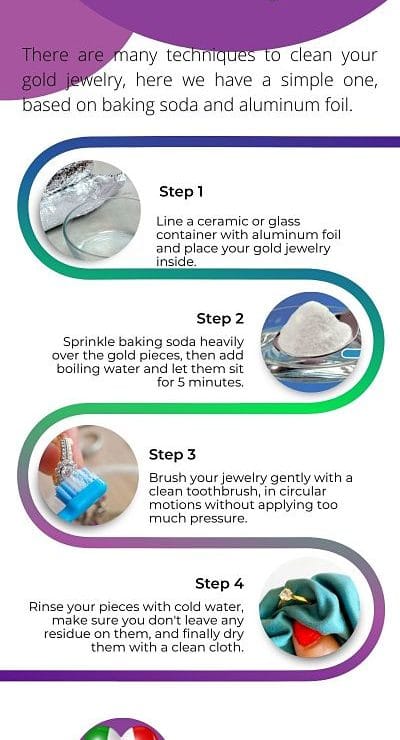 There are many techniques to clean your
gold jewelry, here we have a simple one,
based on baking soda and aluminum foil.
Step 1
Line a ceramic or glass
container with aluminum foil
and place your gold jewelry
inside.
Step 2
Sprinkle baking soda heavily
over the gold pieces, then add
boiling water and let them sit
for 5 minutes.
Step 3
Brush your jewelry gently with a
clean toothbrush, in circular
motions without applying too
much pressure.
Step 4
Rinse your pieces with cold water,
make sure you don't leave any
residue on them, and finally dry
them with a clean cloth.